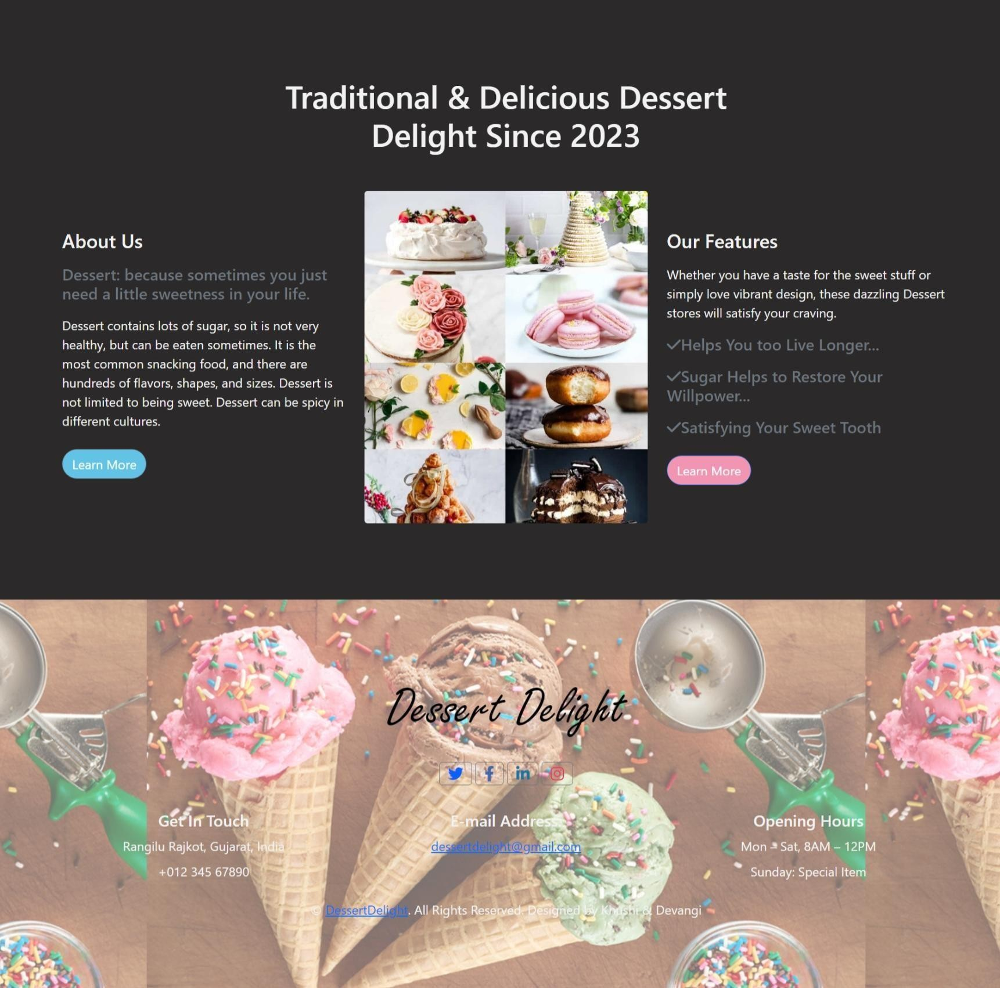 Traditional & Delicious Dessert
Delight Since 2023
About Us
Dessert: because sometimes you just
need a little sweetness in your life.
Dessert contains lots of sugar, so it is not very
healthy, but can be eaten sometimes. It is the
most common snacking food, and there are
hundreds of flavors, shapes, and sizes. Dessert is
not limited to being sweet. Dessert can be spicy in
different cultures.
Learn More
Our Features
Whether you have a taste for the sweet stuff or
simply love vibrant design, these dazzling Dessert
stores will satisfy your craving.
Helps You too Live Longer...
Sugar Helps to Restore Your
Willpower...
Satisfying Your Sweet Tooth
Learn More
Dessert Delight
Get In Touch
Rangilu Rajkot, Gujarat, India
+012 345 67890
E-mail Address:
dessertdelight@gmail.com
Opening Hours
Mon – Sat, 8AM – 12PM
Sunday: Special Item
© DessertDelight. All Rights Reserved. Designed by Khushi & Devangi